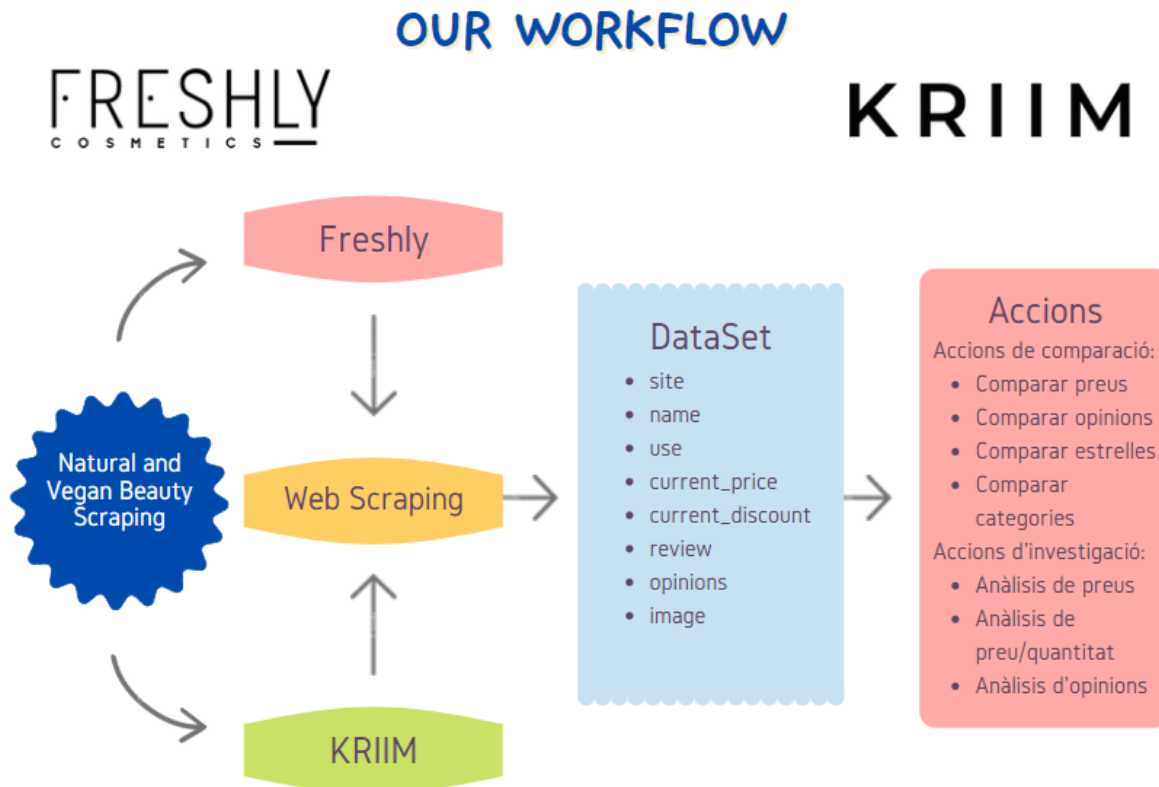 OUR WORKFLOW
FRESHLY
COSMETICS
KRIIM
Freshly
Natural and
Vegan Beauty
Scraping
Web Scraping
KRIIM
DataSet
• site
• name
• use
• current_price
• current_discount
• review
• opinions
• image
Accions
Accions de comparació:
• Comparar preus
• Comparar opinions
• Comparar estrelles
• Comparar
categories
Accions d'investigació:
• Anàlisis de preus
• Anàlisis de
preu/quantitat
• Anàlisis d'opinions